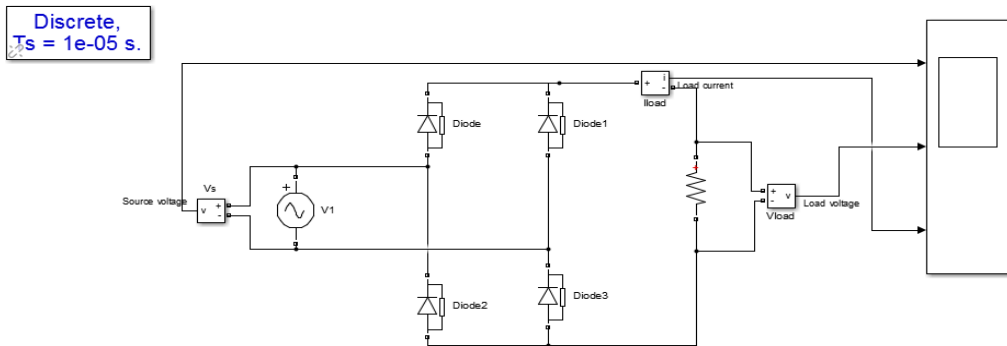 Discrete,
Ts = 1e-05 s.
+
i
-
Load current
Iload
Diode
Diode1
Vs
Source voltage
v
+
-
+
V1
+
+
-
v
Load voltage
Vload
Diode2
Diode3